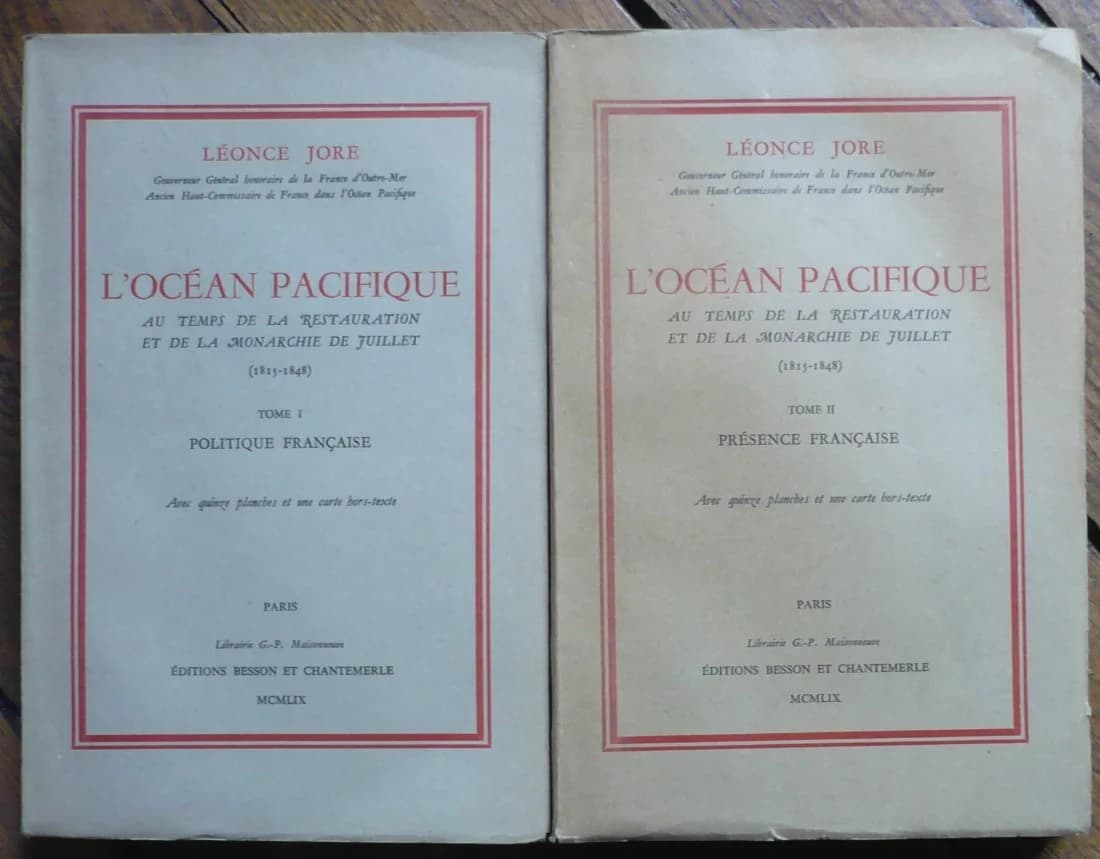 LÉONCE JORE
Gouverneur Général honoraire de la France d'Outre-Mer
Ancien Haut-Commissaire de France dans l'Océan Pacifique
L'OCÉAN PACIFIQUE
AU TEMPS DE LA RESTAURATION
ET DE LA MONARCHIE DE JUILLET
(1815-1848)
TOME I
POLITIQUE FRANÇAISE
Avec quinze planches et une carte hors-texte
PARIS
Librairie G.-P. Maisonneuve
ÉDITIONS BESSON ET CHANTEMERLE
MCMLIX
LÉONCE JORE
Gouverneur Général honoraire de la France d'Outre-Mer
Ancien Haut-Commissaire de France dans l'Océan Pacifique
L'OCÉAN PACIFIQUE
AU TEMPS DE LA RESTAURATION
ET DE LA MONARCHIE DE JUILLET
(1815-1848)
TOME II
PRÉSENCE FRANÇAISE
Avec quinze planches et une carte hors-texte
PARIS
Librairie G.-P. Maisonneuve
ÉDITIONS BESSON ET CHANTEMERLE
MCMLIX